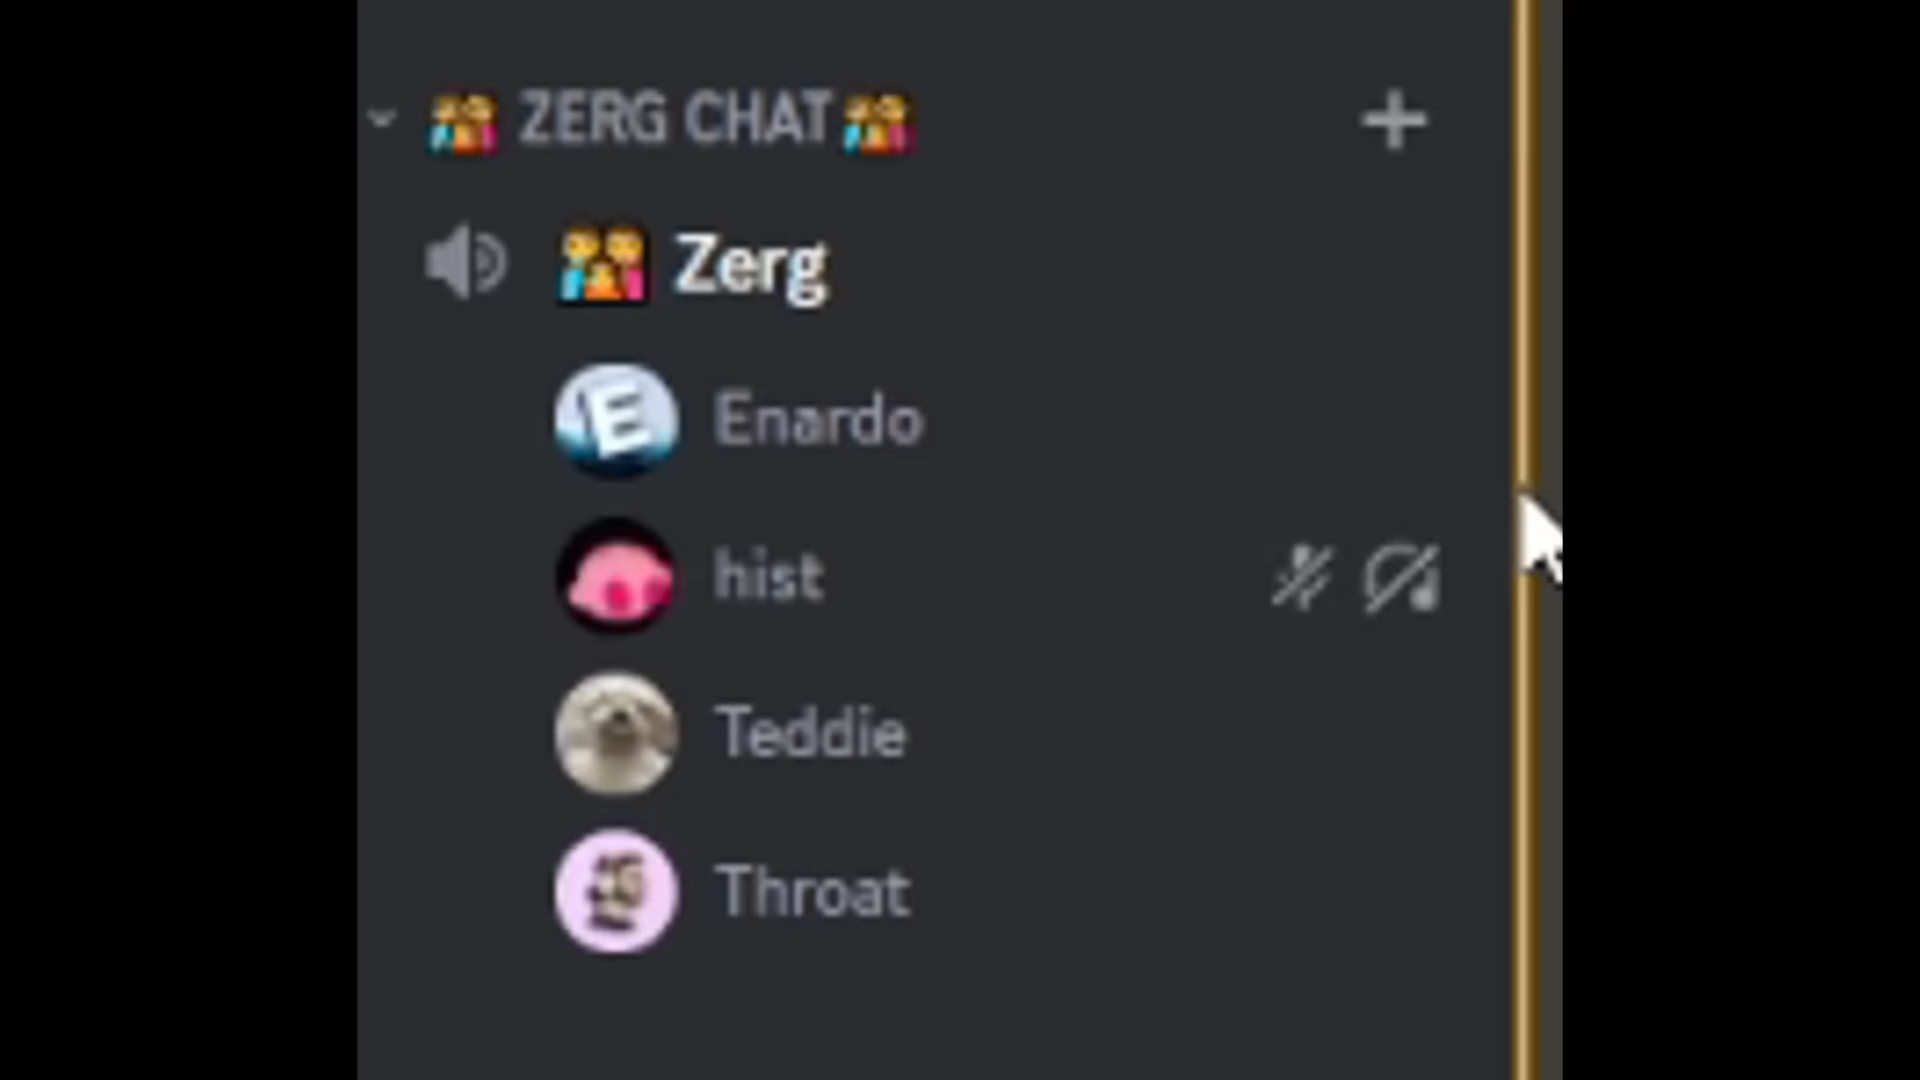 👨‍👩‍👧 ZERG CHAT 👨‍👩‍👧
👨‍👩‍👧 Zerg
E Enardo
hist
Teddie
Throat